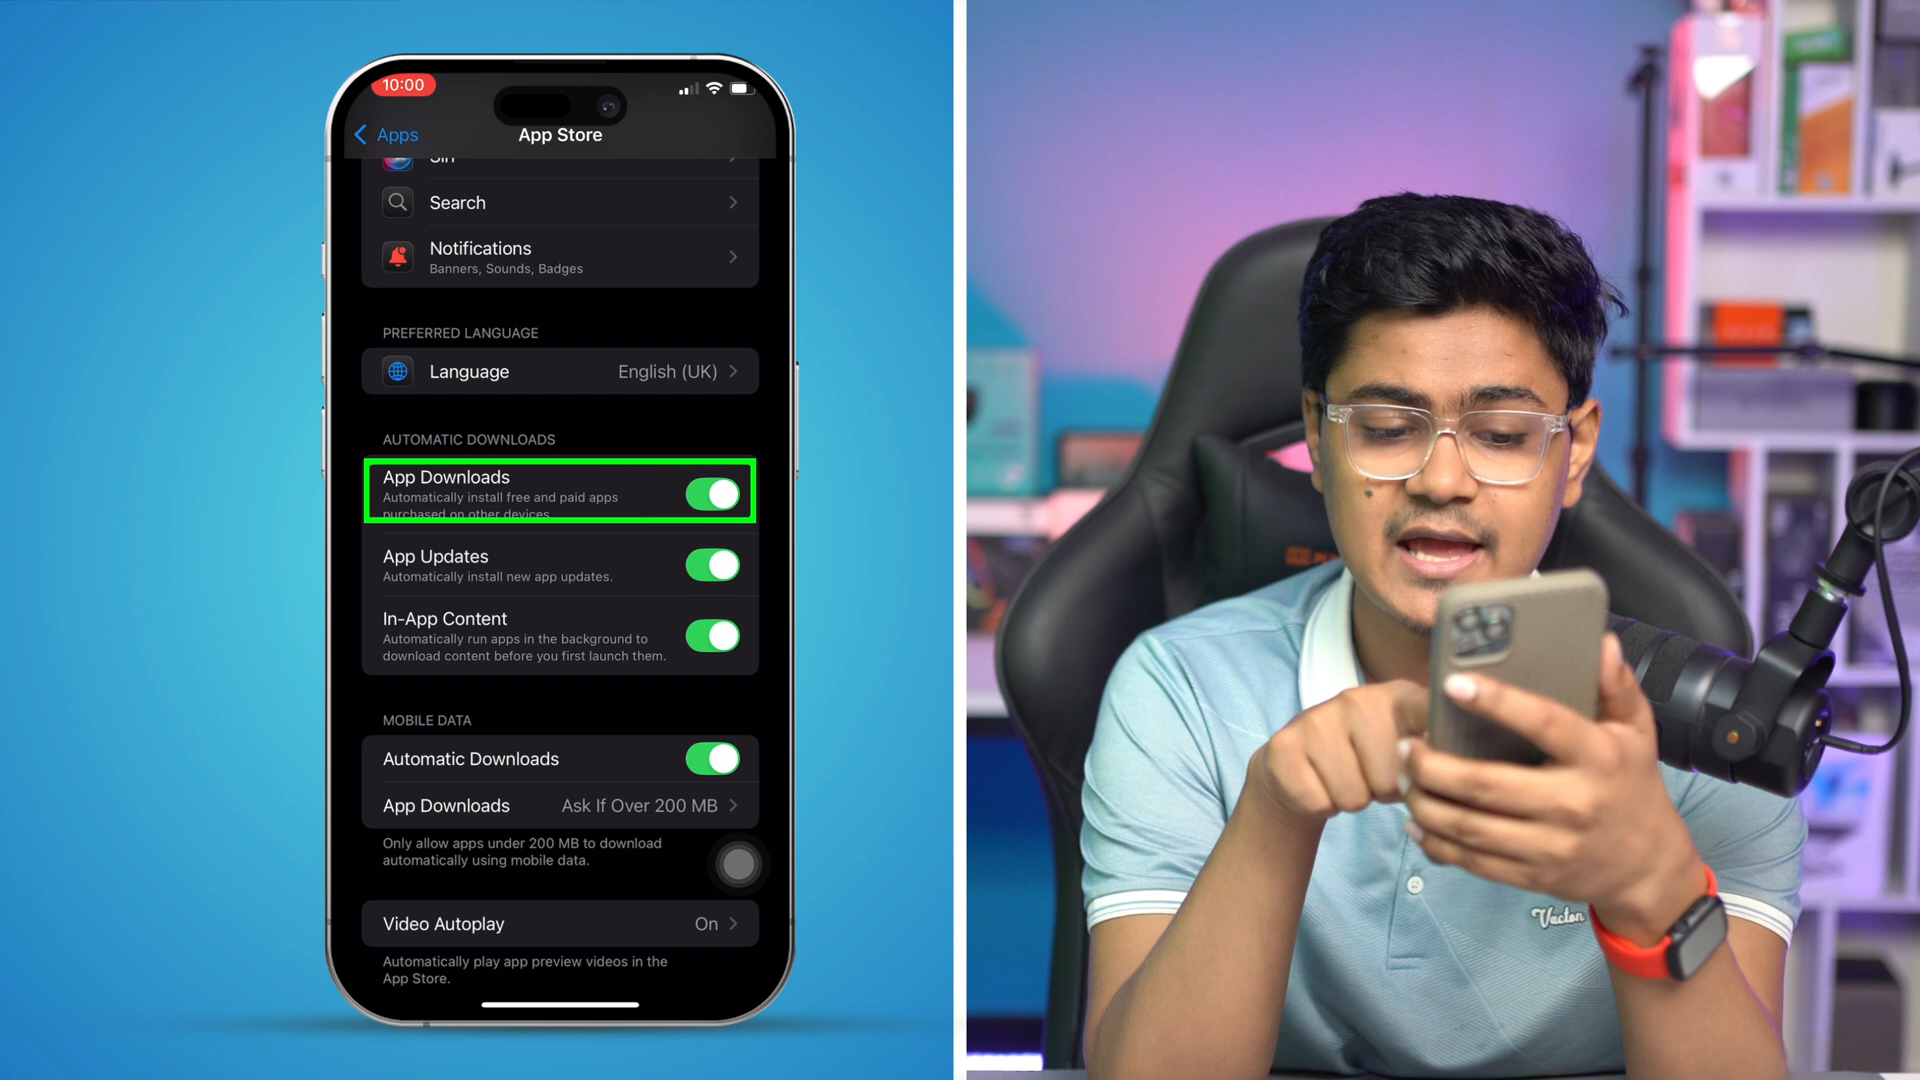 10:00
Apps
App Store
Siri
Search
Notifications
Banners, Sounds, Badges
PREFERRED LANGUAGE
Language
English (UK)
AUTOMATIC DOWNLOADS
App Downloads
Automatically install free and paid apps
purchased on other devices.
App Updates
Automatically install new app updates.
In-App Content
Automatically run apps in the background to
download content before you first launch them.
MOBILE DATA
Automatic Downloads
App Downloads
Ask If Over 200 MB
Only allow apps under 200 MB to download
automatically using mobile data.
Video Autoplay
On
Automatically play app preview videos in the
App Store.
Vacton